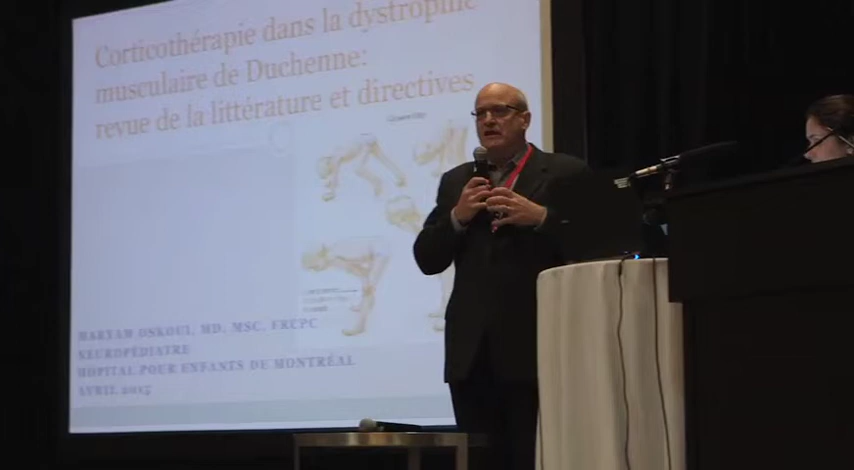 Corticothérapie dans la dystrophie
musculaire de Duchenne:
revue de la littérature et directives
MARYAM OSKOUI, MD, MSC, FRCPC
NEUROPÉDIATRE
HOPITAL POUR ENFANTS DE MONTRÉAL
AVRIL 2015